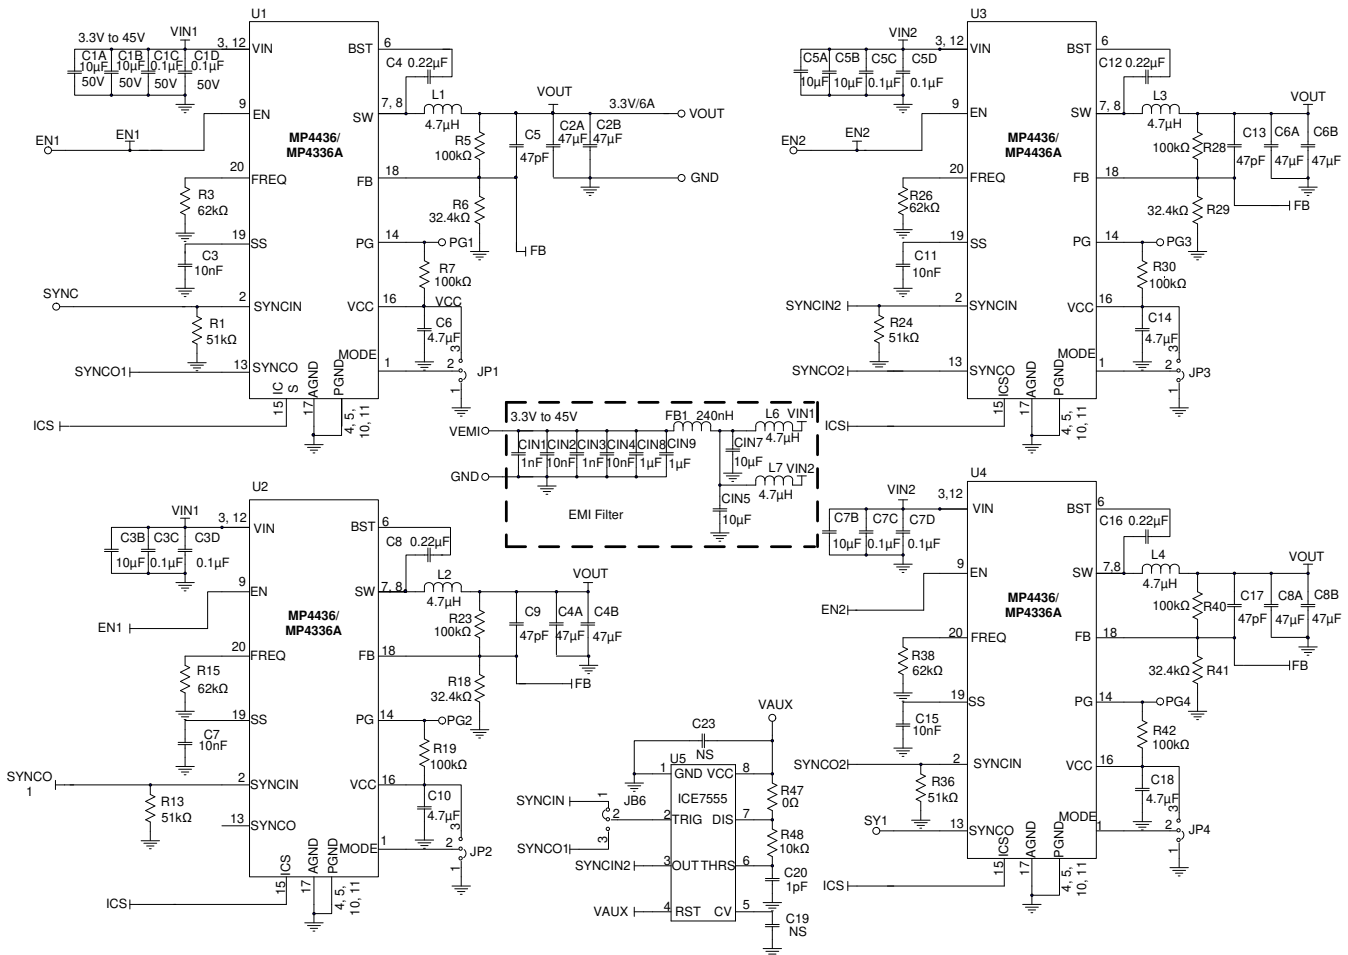 U1
3.3V to 45V
VIN1
3, 12
VIN
BST
6
C1A
C1B
C1C
C1D
10µF
10µF
0.1µF
0.1µF
50V
50V
50V
50V
C4 0.22µF
9
EN
EN1
EN1
SW
7, 8
L1
4.7µH
VOUT
3.3V/6A
VOUT
MP4436/
MP4336A
R5
100kΩ
C5
47pF
C2A
47µF
C2B
47µF
20
FREQ
FB
18
GND
R3
62kΩ
R6
32.4kΩ
19
SS
PG
14
PG1
FB
C3
10nF
R7
100kΩ
SYNC
2
SYNCIN
VCC
16
VCC
R1
51kΩ
C6
4.7µF
MODE
3
SYNCO1
13
SYNCO
1
2
JP1
IC
S
AGND
PGND
1
15
17
4, 5,
10, 11
ICS
U3
VIN2
3, 12
VIN
BST
6
C5A
C5B
C5C
C5D
10µF
10µF
0.1µF
0.1µF
C12 0.22µF
9
EN
EN2
EN2
SW
7, 8
L3
4.7µH
VOUT
MP4436/
MP4336A
100kΩ
R28
C13
47pF
C6A
47µF
C6B
47µF
20
FREQ
FB
18
FB
R26
62kΩ
32.4kΩ
R29
19
SS
PG
14
PG3
C11
10nF
R30
100kΩ
SYNCIN2
2
SYNCIN
VCC
16
R24
51kΩ
C14
4.7µF
MODE
3
SYNCO2
13
SYNCO
1
2
JP3
ICS
AGND
PGND
1
15
17
4, 5,
10, 11
ICS
3.3V to 45V
FB1 240nH
L6
VIN1
VEMI
4.7µH
CIN1
CIN2
CIN3
CIN4
CIN8
CIN9
CIN7
1nF
10nF
1nF
10nF
1µF
1µF
10µF
L7
VIN2
GND
4.7µH
CIN5
10µF
EMI Filter
U2
VIN1
3, 12
VIN
BST
6
C3B
C3C
C3D
10µF
0.1µF
0.1µF
C8 0.22µF
9
EN
EN1
SW
7, 8
L2
4.7µH
VOUT
MP4436/
MP4336A
R23
100kΩ
C9
47pF
C4A
47µF
C4B
47µF
20
FREQ
FB
18
FB
R15
62kΩ
R18
32.4kΩ
19
SS
PG
14
PG2
C7
10nF
R19
100kΩ
SYNCO
1
2
SYNCIN
VCC
16
R13
51kΩ
C10
4.7µF
13
SYNCO
MODE
1
3
2
JP2
1
ICS
AGND
PGND
15
17
4, 5,
10, 11
ICS
VAUX
C23
NS
U5
1
GND
VCC
8
ICE7555
R47
0Ω
SYNCIN
1
JB6
2
2
TRIG
DIS
7
SYNCO1
3
R48
10kΩ
SYNCIN2
3
OUT
THRS
6
C20
1pF
VAUX
4
RST
CV
5
C19
NS
U4
VIN2
3,12
VIN
BST
6
C7B
C7C
C7D
10µF
0.1µF
0.1µF
C16 0.22µF
9
EN
EN2
SW
7,8
L4
4.7µH
VOUT
MP4436/
MP4336A
100kΩ
R40
C17
47pF
C8A
47µF
C8B
47µF
20
FREQ
FB
18
FB
R38
62kΩ
32.4kΩ
R41
19
SS
PG
14
PG4
C15
10nF
R42
100kΩ
SYNCO2
2
SYNCIN
VCC
16
R36
51kΩ
C18
4.7µF
SY1
13
SYNCO
MODE
1
3
2
JP4
1
ICS
AGND
PGND
15
17
4, 5,
10, 11
ICS